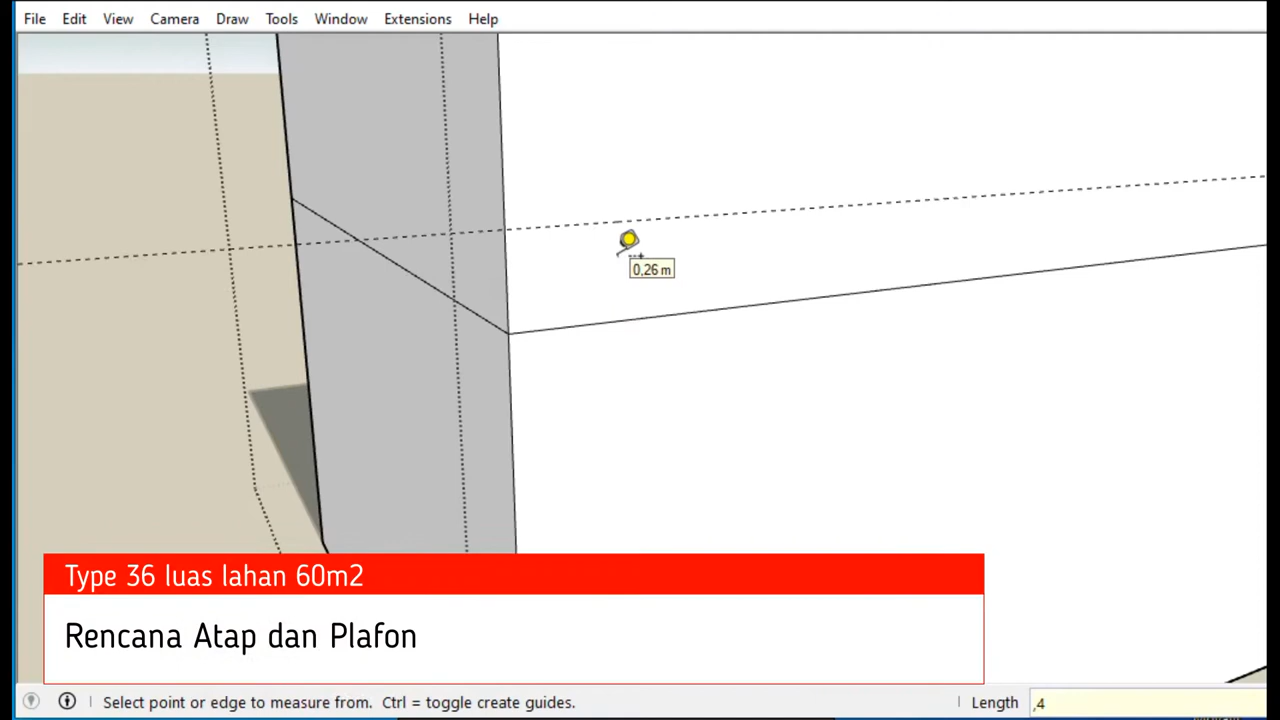 File Edit View Camera Draw Tools Window Extensions Help
0,26 m
Type 36 luas lahan 60m2
Rencana Atap dan Plafon
Select point or edge to measure from. Ctrl = toggle create guides. Length ,4